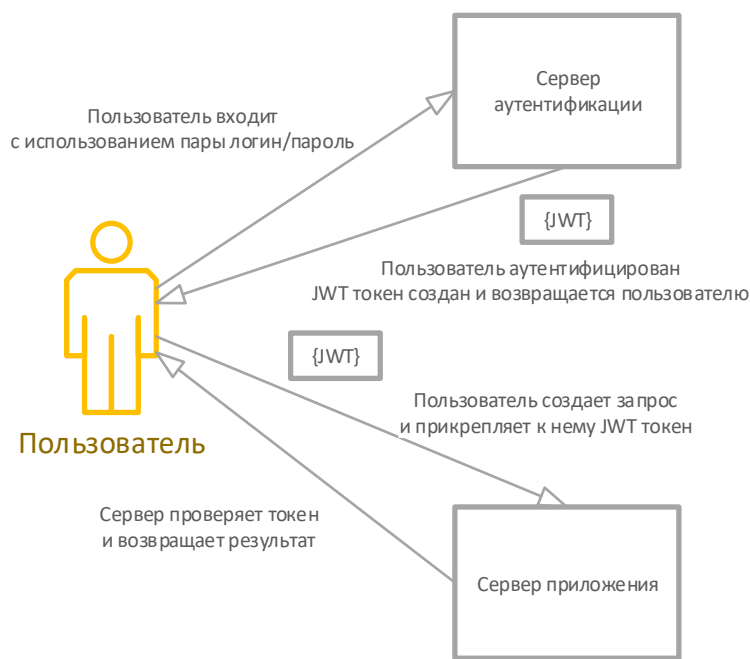 Сервер
аутентификации
Пользователь входит
с использованием пары логин/пароль
{JWT}
Пользователь аутентифицирован
JWT токен создан и возвращается пользователю
{JWT}
Пользователь создает запрос
и прикрепляет к нему JWT токен
Пользователь
Сервер проверяет токен
и возвращает результат
Сервер приложения